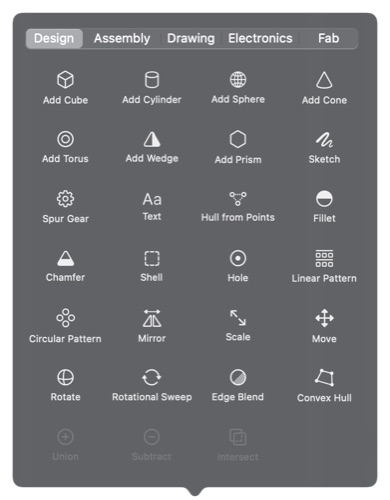 Design Assembly Drawing Electronics Fab
Add Cube Add Cylinder Add Sphere Add Cone
Add Torus Add Wedge Add Prism Sketch
Aa
Spur Gear Text Hull from Points Fillet
Chamfer Shell Hole Linear Pattern
Circular Pattern Mirror Scale Move
Rotate Rotational Sweep Edge Blend Convex Hull
Union Subtract Intersect